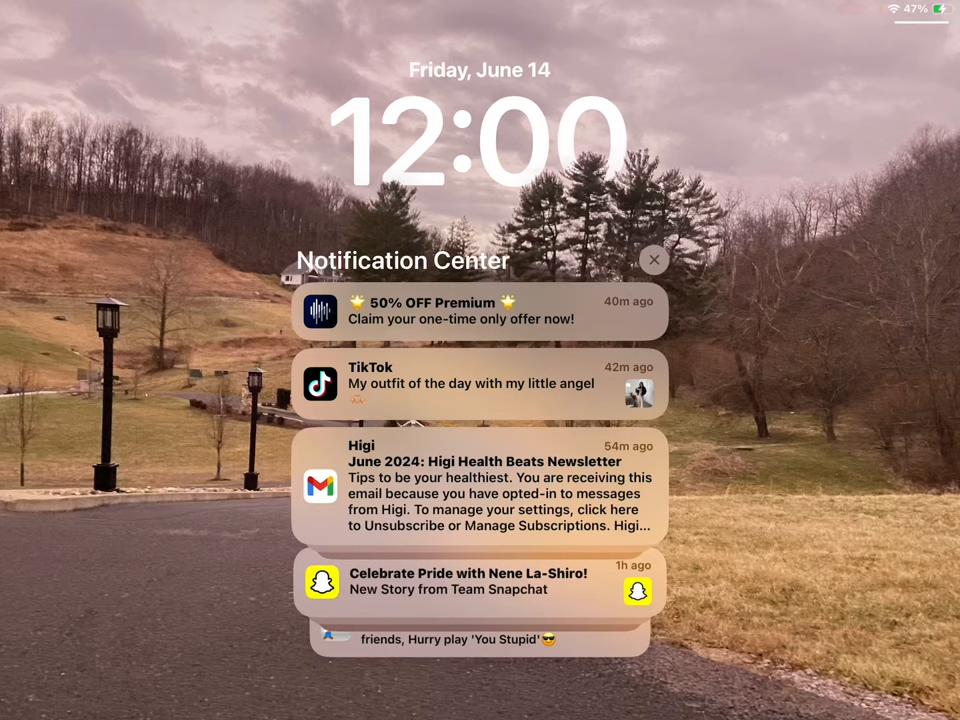 47%
Friday, June 14
12:00
Notification Center
🌟 50% OFF Premium 🌟
40m ago
Claim your one-time only offer now!
TikTok
42m ago
My outfit of the day with my little angel
Higi
54m ago
June 2024: Higi Health Beats Newsletter
Tips to be your healthiest. You are receiving this
email because you have opted-in to messages
from Higi. To manage your settings, click here
to Unsubscribe or Manage Subscriptions. Higi...
1h ago
Celebrate Pride with Nene La-Shiro!
New Story from Team Snapchat
friends, Hurry play 'You Stupid'😎